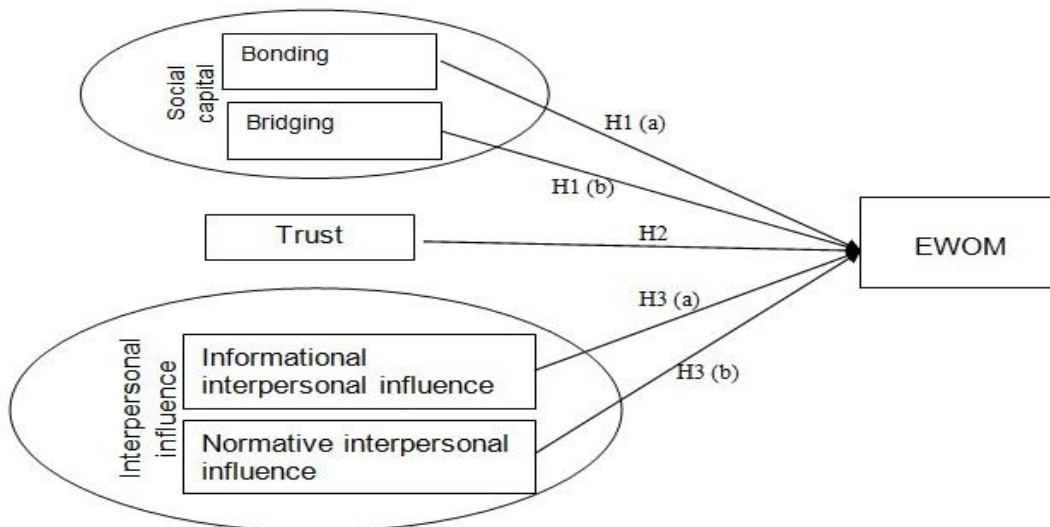 Social
capital
Bonding
Bridging
H1 (a)
H1 (b)
Trust
H2
EWOM
H3 (a)
H3 (b)
Interpersonal
influence
Informational
interpersonal influence
Normative interpersonal
influence